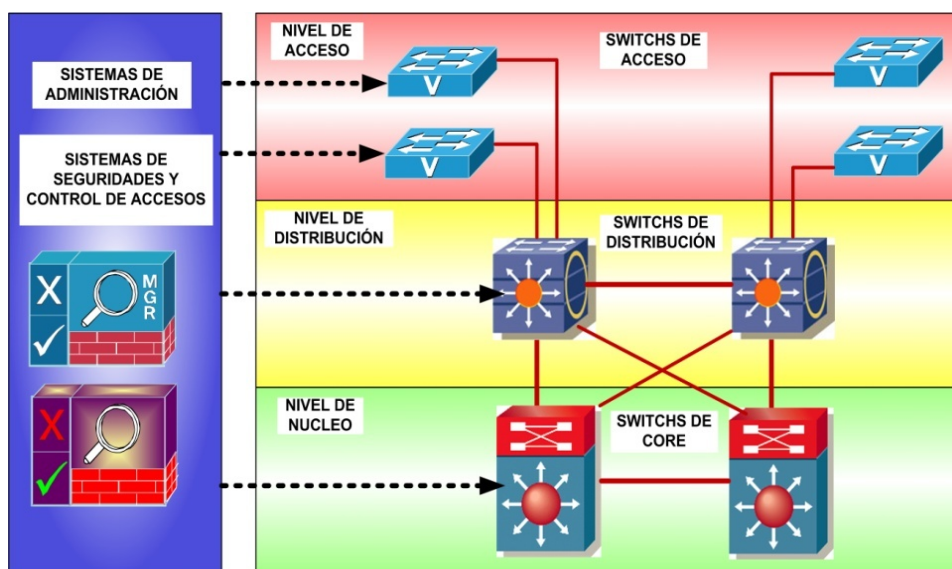 SISTEMAS DE
ADMINISTRACIÓN
SISTEMAS DE
SEGURIDADES Y
CONTROL DE ACCESOS
X
MGR
X
NIVEL DE
ACCESO
SWITCHS DE
ACCESO
V
V
V
V
NIVEL DE
DISTRIBUCIÓN
SWITCHS DE
DISTRIBUCIÓN
NIVEL DE
NUCLEO
SWITCHS DE
CORE